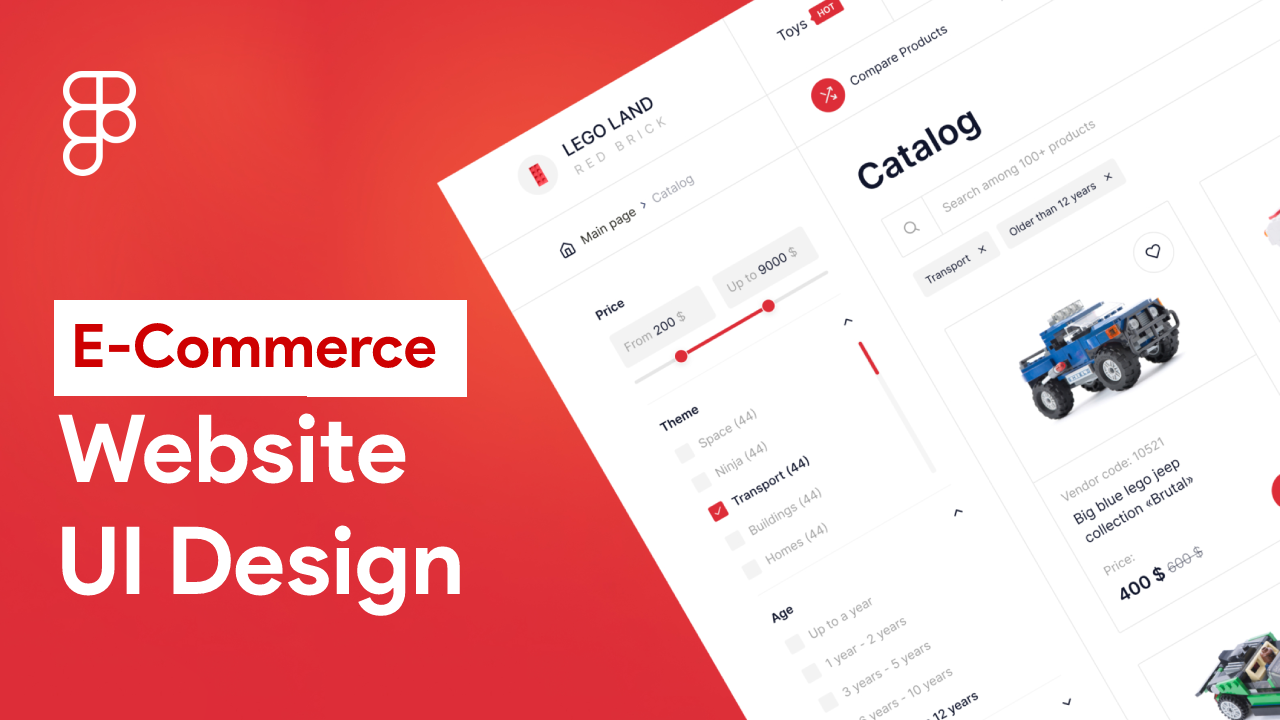 E-Commerce
Website
UI Design
LEGO LAND
RED BRICK
Main page > Catalog
Price
From 200 $
Up to 9000 $
Theme
Space (44)
Ninja (44)
Transport (44)
Buildings (44)
Homes (44)
Age
Up to a year
1 year - 2 years
3 years - 5 years
years - 10 years
12 years
Toys HOT
Compare Products
Catalog
Search among 100+ products
Transport ×
Older than 12 years ×
Vendor code: 10521
Big blue lego jeep
collection «Brutal»
Price:
400 $ 600 $